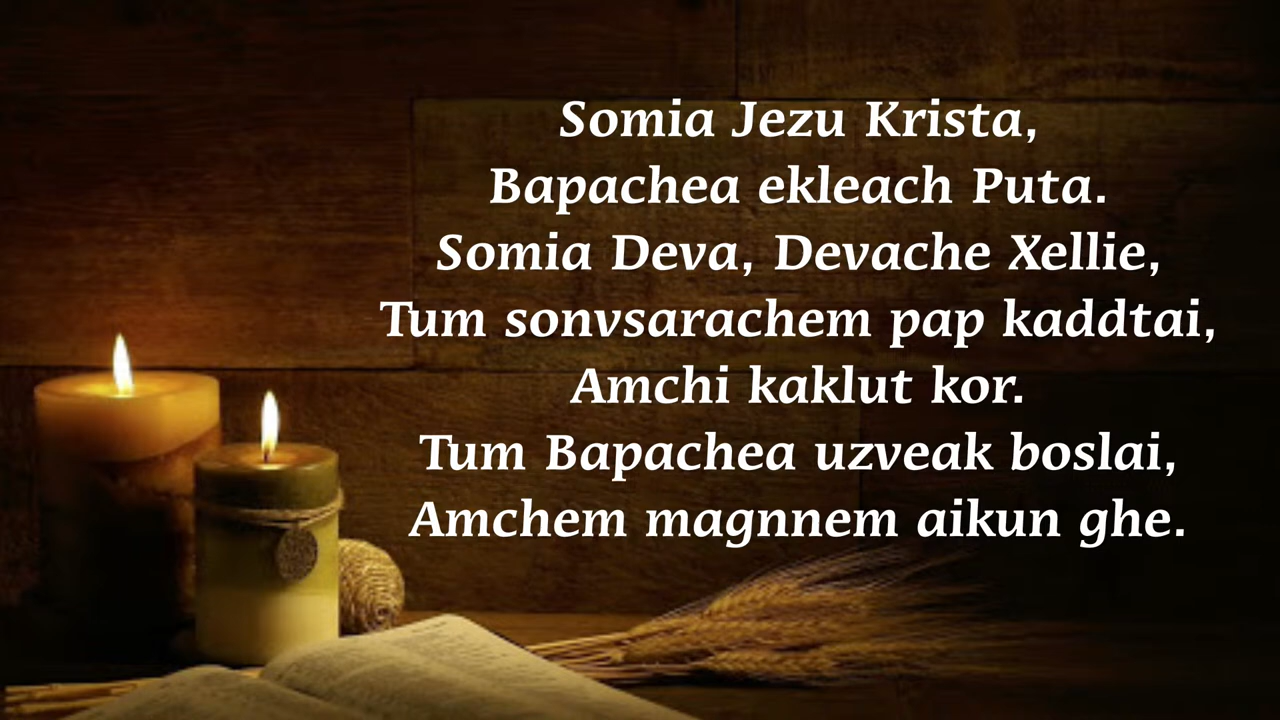 Somia Jezu Krista,
Bapachea ekleach Puta.
Somia Deva, Devache Xellie,
Tum sonvsarachem pap kaddtai,
Amchi kaklut kor.
Tum Bapachea uzveak boslai,
Amchem magnnem aikun ghe.